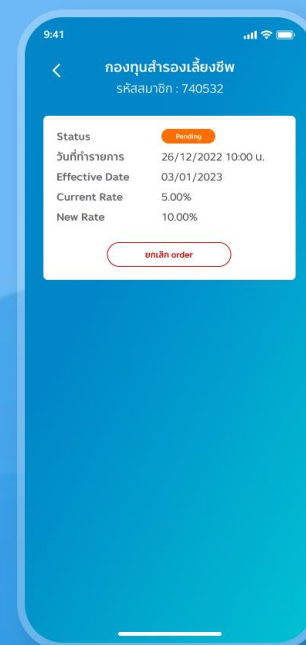 9:41
กองทุนสำรองเลี้ยงชีพ
รหัสสมาชิก : 740532
Status Pending
วันที่ทำรายการ 26/12/2022 10:00 น.
Effective Date 03/01/2023
Current Rate 5.00%
New Rate 10.00%
ยกเลิก order